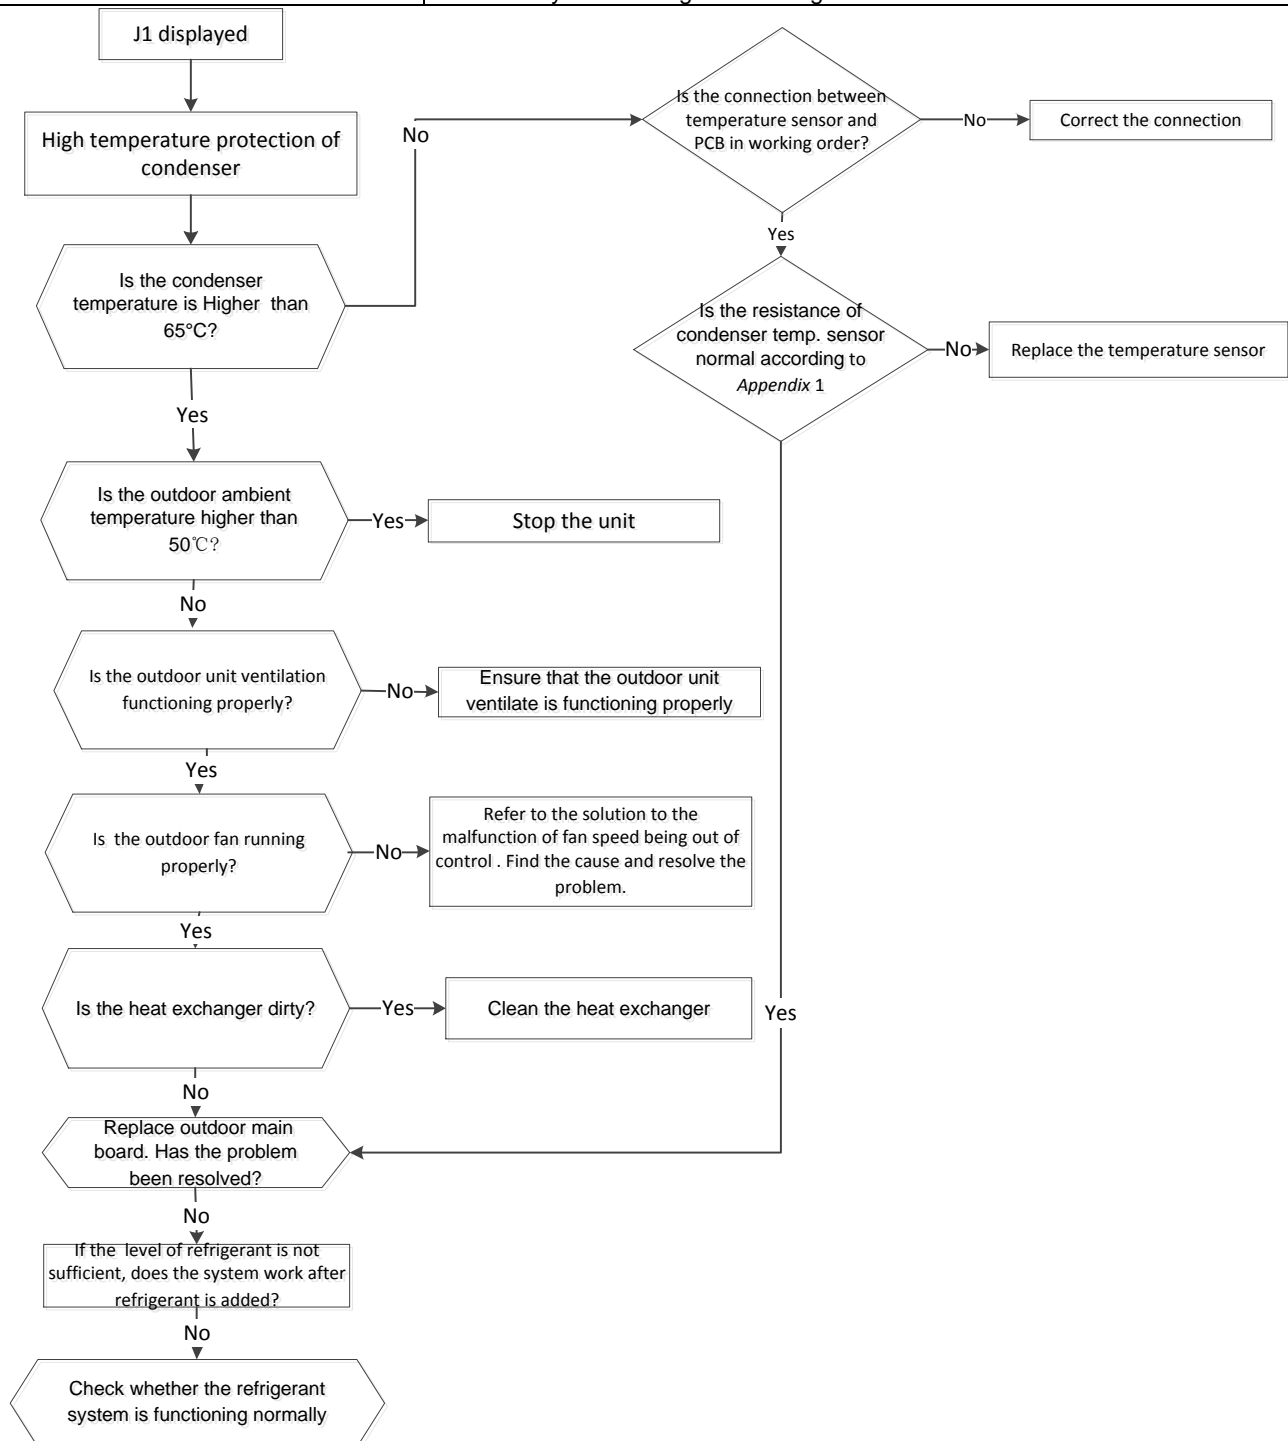 J1 displayed
High temperature protection of
condenser
Is the condenser
temperature is Higher than
65°C?
No
Is the connection between
temperature sensor and
PCB in working order?
No
Correct the connection
Yes
Is the resistance of
condenser temp. sensor
normal according to
Appendix 1
No
Replace the temperature sensor
Yes
Is the outdoor ambient
temperature higher than
50℃?
Yes
Stop the unit
No
Is the outdoor unit ventilation
functioning properly?
No
Ensure that the outdoor unit
ventilate is functioning properly
Yes
Is the outdoor fan running
properly?
No
Refer to the solution to the
malfunction of fan speed being out of
control . Find the cause and resolve the
problem.
Yes
Is the heat exchanger dirty?
Yes
Clean the heat exchanger
Yes
No
Replace outdoor main
board. Has the problem
been resolved?
No
If the level of refrigerant is not
sufficient, does the system work after
refrigerant is added?
No
Check whether the refrigerant
system is functioning normally